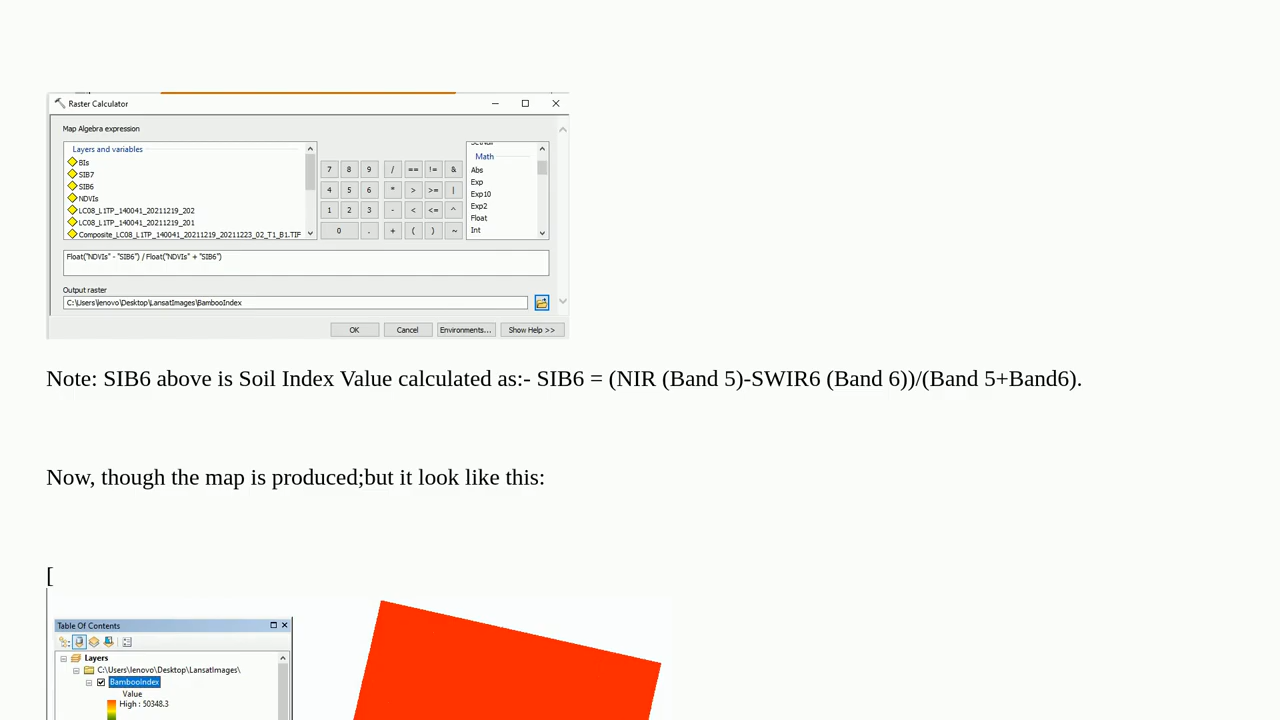 Raster Calculator
Map Algebra expression
Layers and variables
BIs
SIB7
SIB6
NDVIs
LC08_L1TP_140041_20211219_202
LC08_L1TP_140041_20211219_201
Composite_LC08_L1TP_140041_20211219_20211223_02_T1_B1.TIF
7 8 9 / == != &
4 5 6 * > >= |
1 2 3 - < <= ^
0 . + ( ) ~
Math
Abs
Exp
Exp10
Exp2
Float
Int
Float("NDVIs" - "SIB6") / Float("NDVIs" + "SIB6")
Output raster
C:\Users\lenovo\Desktop\LansatImages\BambooIndex
OK Cancel Environments... Show Help >>
Note: SIB6 above is Soil Index Value calculated as:- SIB6 = (NIR (Band 5)-SWIR6 (Band 6))/(Band 5+Band6).
Now, though the map is produced;but it look like this:
[
Table Of Contents
Layers
C:\Users\lenovo\Desktop\LansatImages\
BambooIndex
Value
High : 50348.3